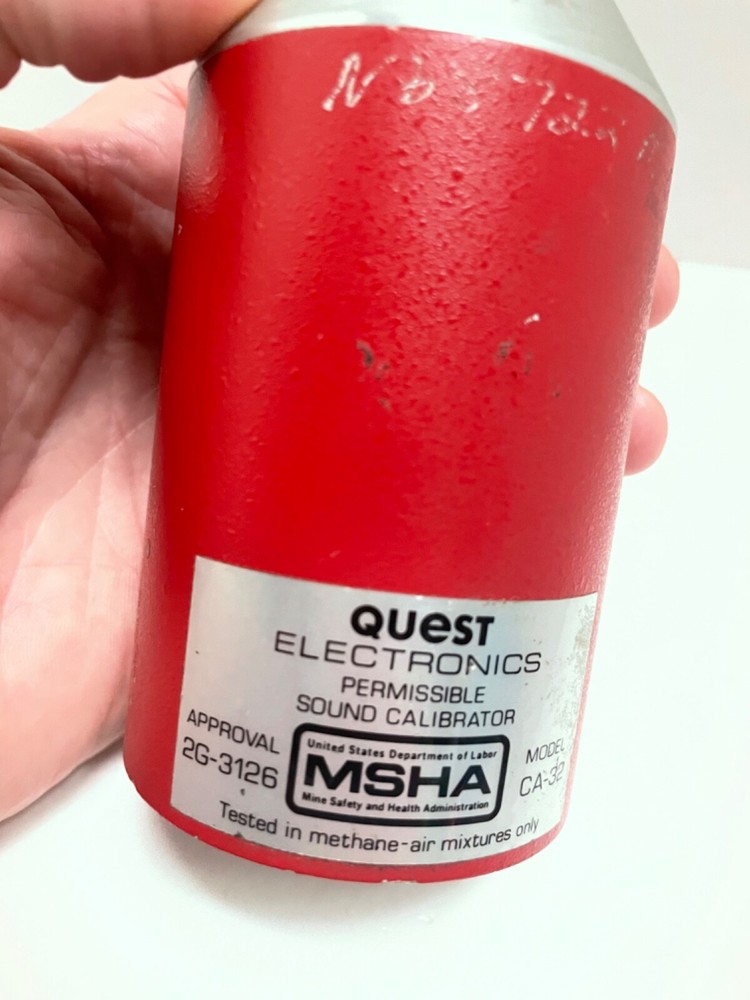 QUEST
ELECTRONICS
PERMISSIBLE
SOUND CALIBRATOR
APPROVAL
2G-3126
United States Department of Labor
MSHA
Mine Safety and Health Administration
MODEL
CA-32
Tested in methane-air mixtures only